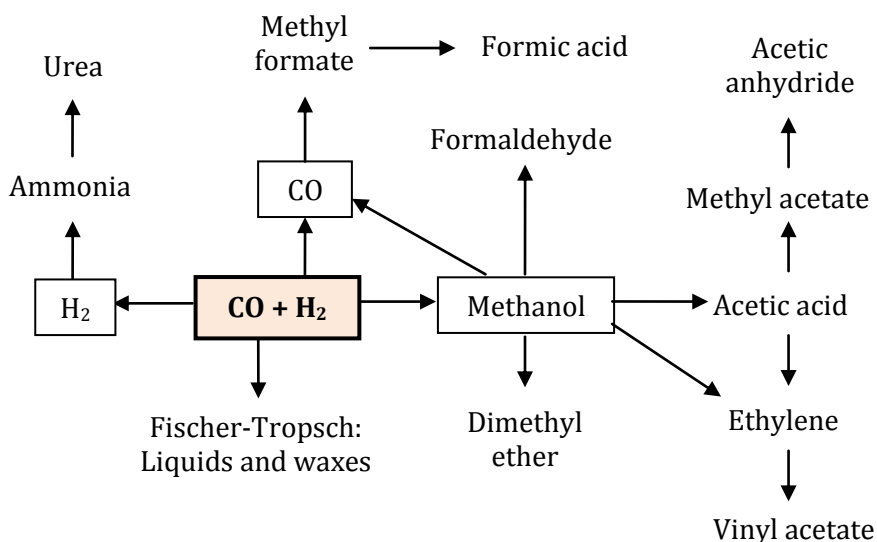 Methyl
formate
Formic acid
Acetic
anhydride
Urea
Formaldehyde
Ammonia
CO
Methyl acetate
H₂
CO + H₂
Methanol
Acetic acid
Fischer-Tropsch:
Liquids and waxes
Dimethyl
ether
Ethylene
Vinyl acetate